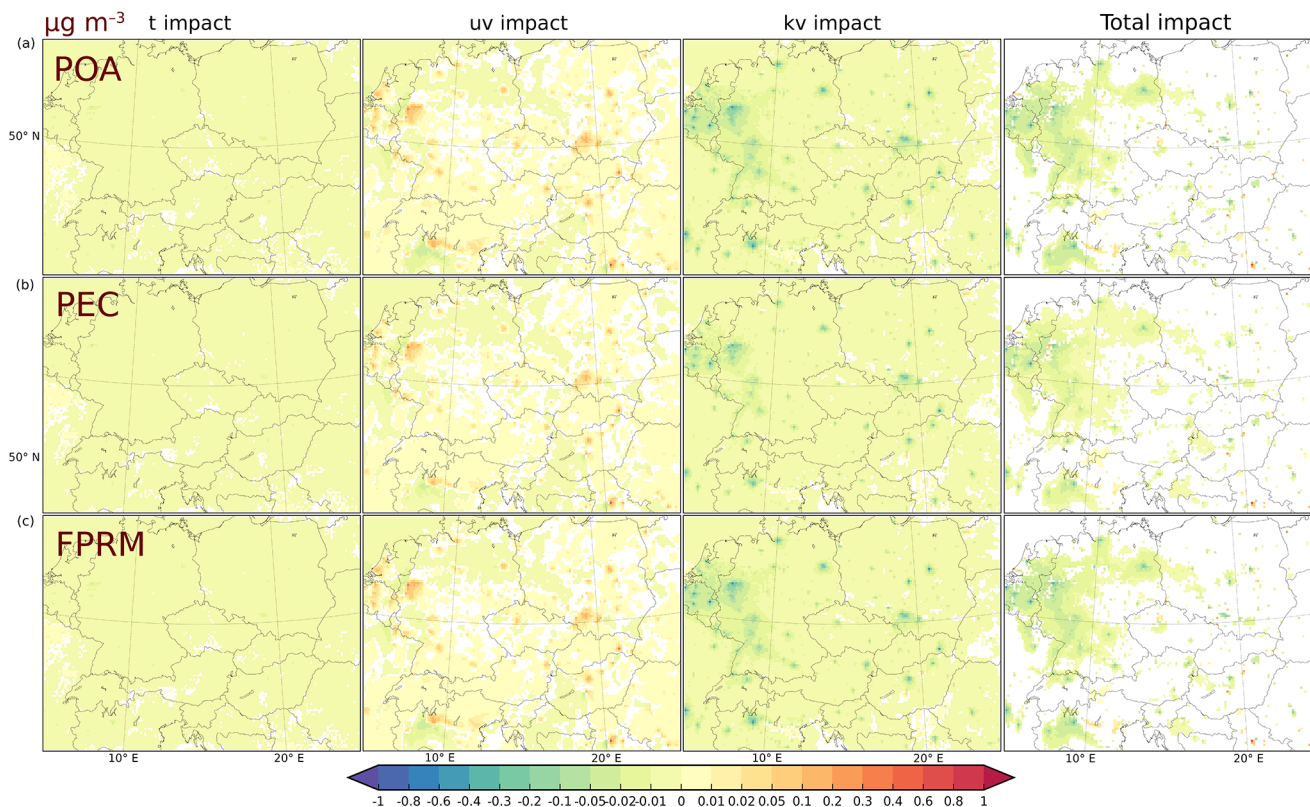 µg m⁻³ t impact uv impact kv impact Total impact
(a)
POA
50° N
(b)
PEC
50° N
(c)
FPRM
10° E 20° E 10° E 20° E 10° E 20° E 10° E 20° E
-1 -0.8 -0.6 -0.4 -0.3 -0.2 -0.1 -0.05 -0.02 -0.01 0 0.01 0.02 0.05 0.1 0.2 0.3 0.4 0.6 0.8 1